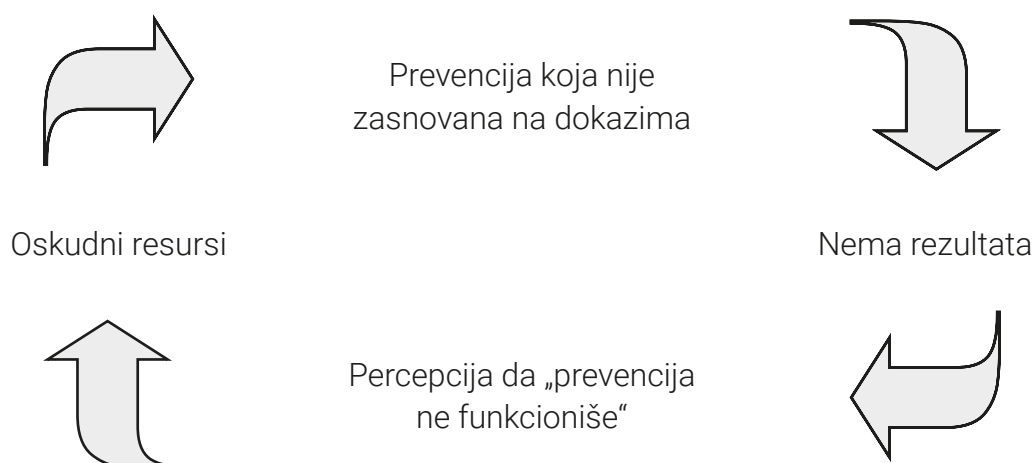 Prevencija koja nije
zasnovana na dokazima
Oskudni resursi
Nema rezultata
Percepcija da „prevencija
ne funkcioniše“